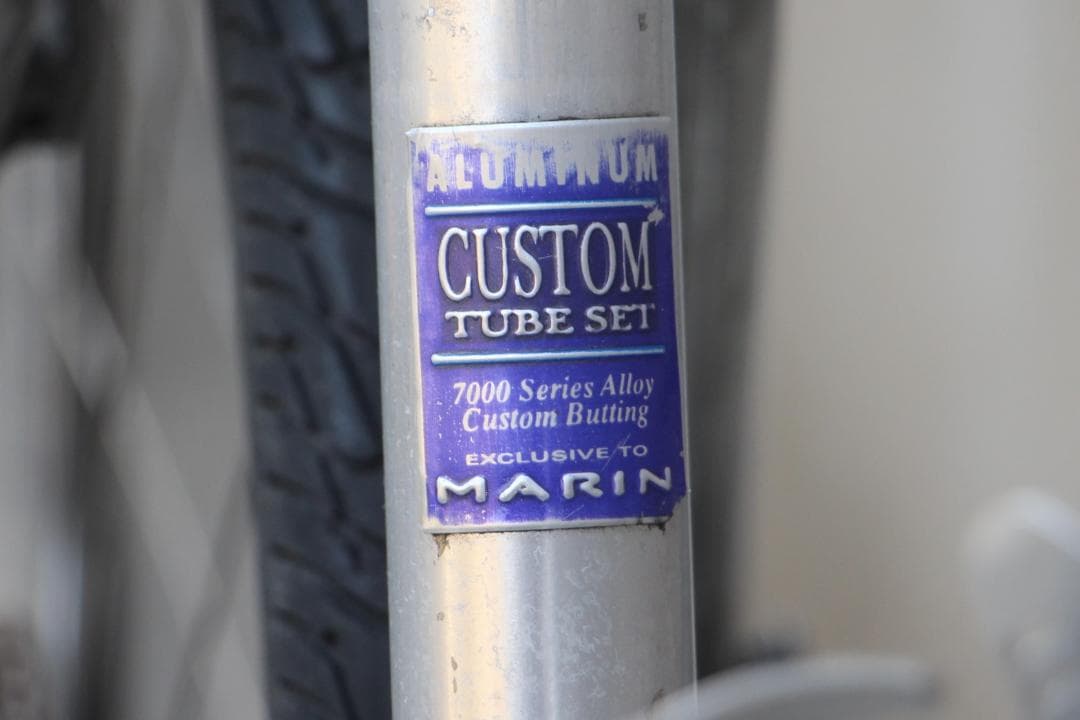 ALUMINUM
CUSTOM
TUBE SET
7000 Series Alloy
Custom Butting
EXCLUSIVE TO
MARIN